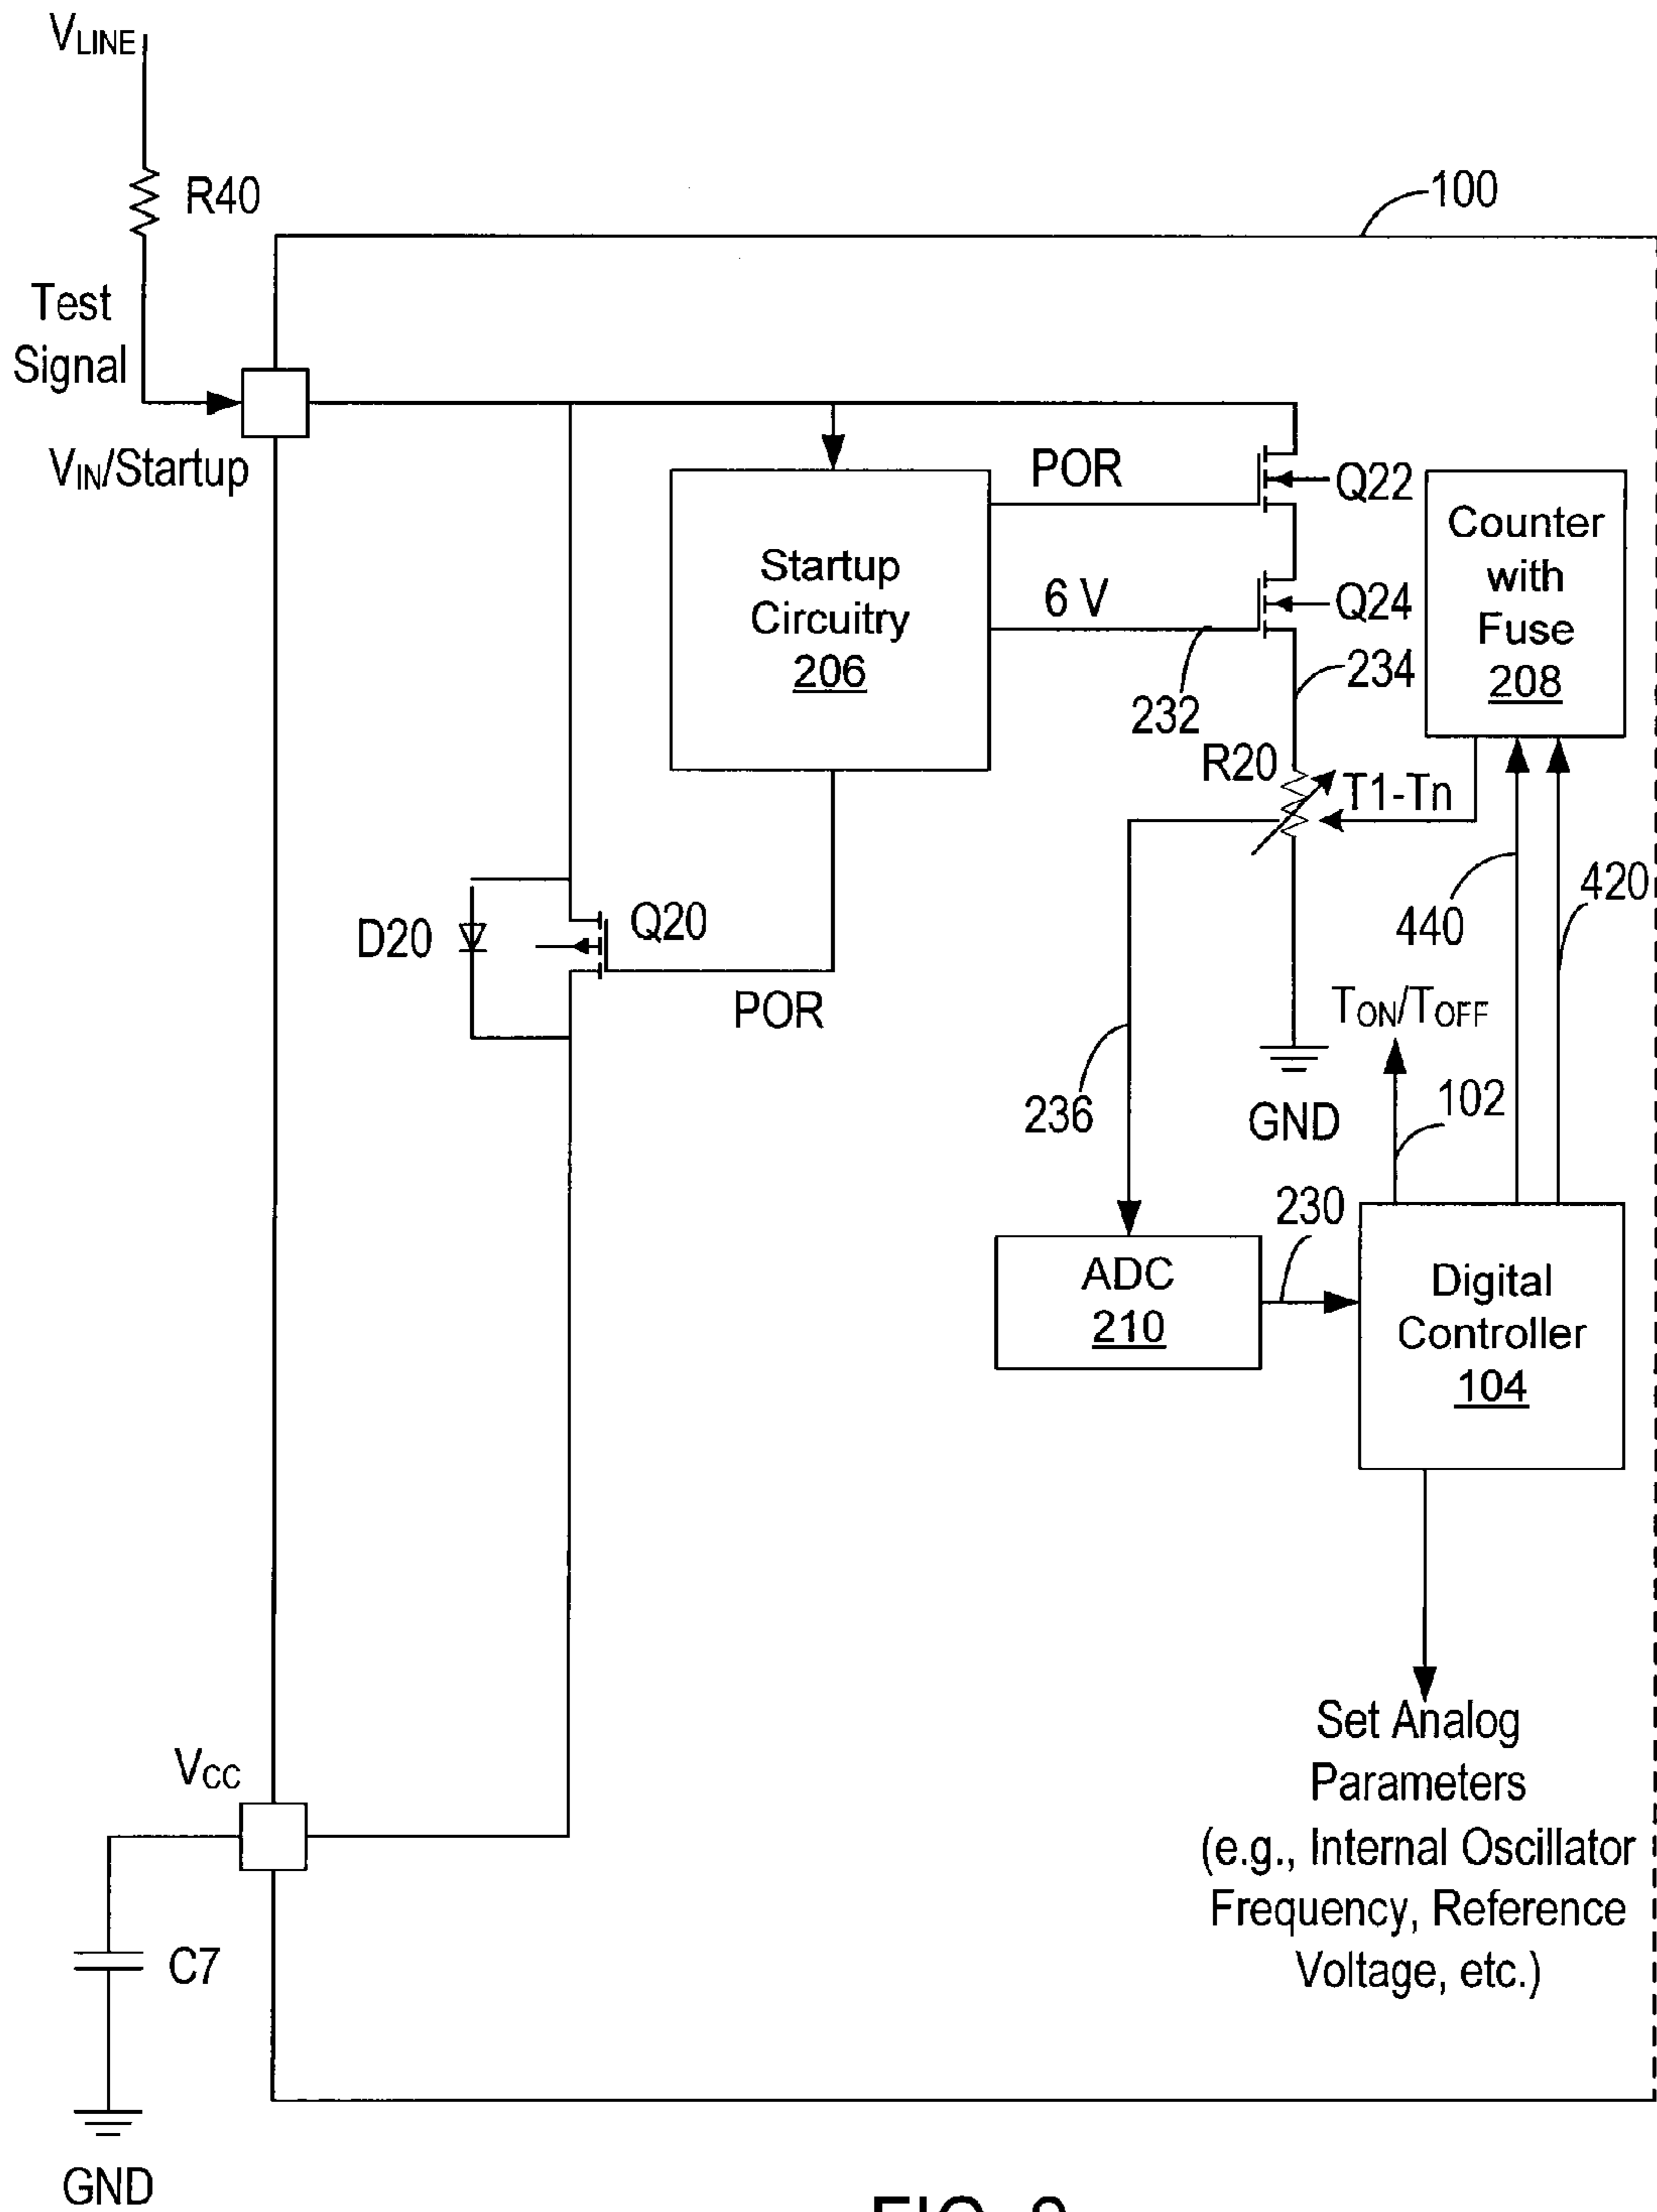 VLINE
R40
100
Test
Signal
VIN/Startup
POR
Q22
Counter
with
Fuse
208
Startup
Circuitry
206
6 V
Q24
232
234
R20
T1-Tn
D20
Q20
POR
440
420
TON/TOFF
236
102
GND
230
ADC
210
Digital
Controller
104
Set Analog
Parameters
(e.g., Internal Oscillator
Frequency, Reference
Voltage, etc.)
VCC
C7
GND